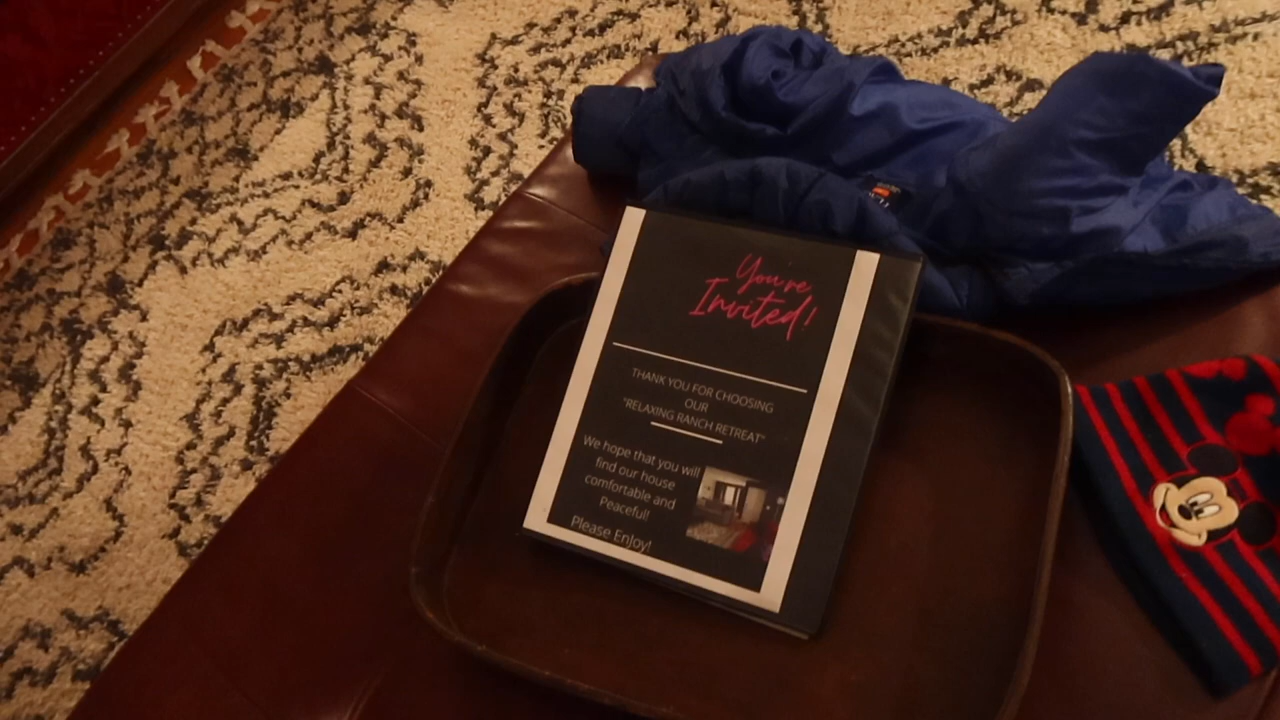 You're
Invited!
THANK YOU FOR CHOOSING
OUR
"RELAXING RANCH RETREAT"
We hope that you will
find our house
comfortable and
Peaceful!
Please Enjoy!